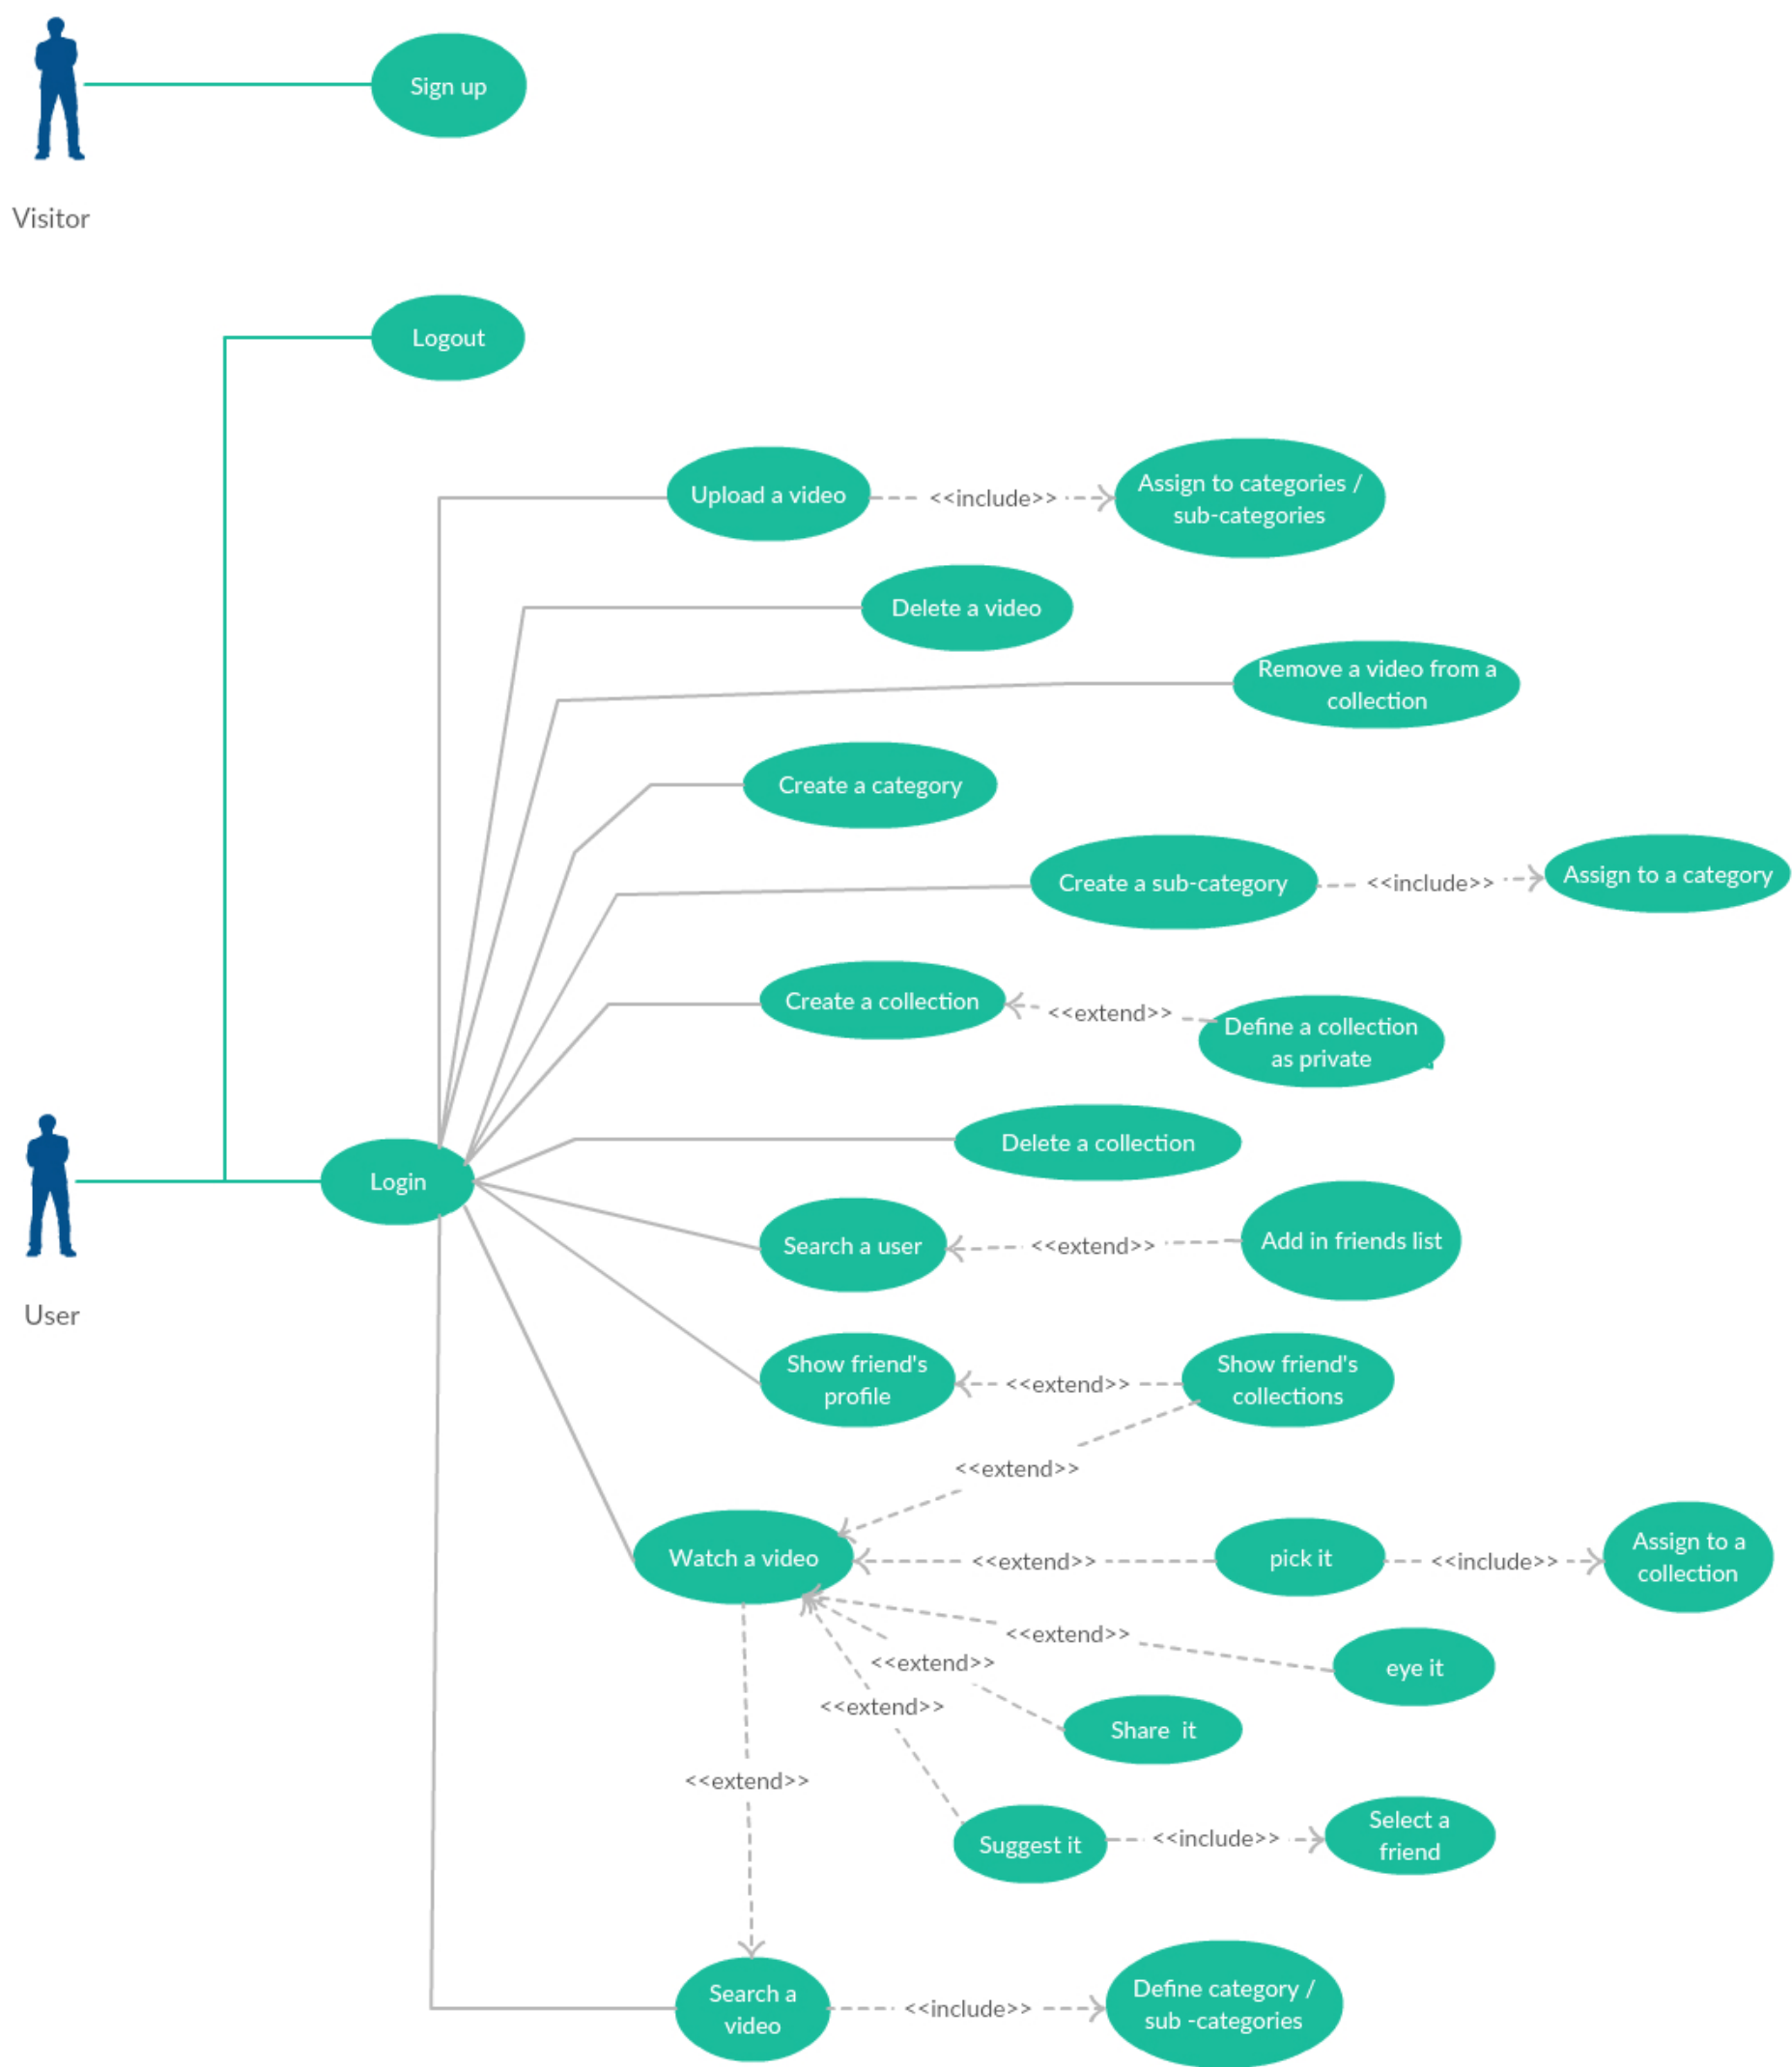 Sign up
Visitor
Logout
Upload a video
<<include>>
Assign to categories /
sub-categories
Delete a video
Remove a video from a
collection
Create a category
Create a sub-category
<<include>>
Assign to a category
Create a collection
<<extend>>
Define a collection
as private
Delete a collection
Login
User
Search a user
<<extend>>
Add in friends list
Show friend's
profile
<<extend>>
Show friend's
collections
<<extend>>
Watch a video
<<extend>>
pick it
<<include>>
Assign to a
collection
<<extend>>
eye it
<<extend>>
Share  it
<<extend>>
Suggest it
<<include>>
Select a
friend
<<extend>>
Search a
video
<<include>>
Define category /
sub -categories